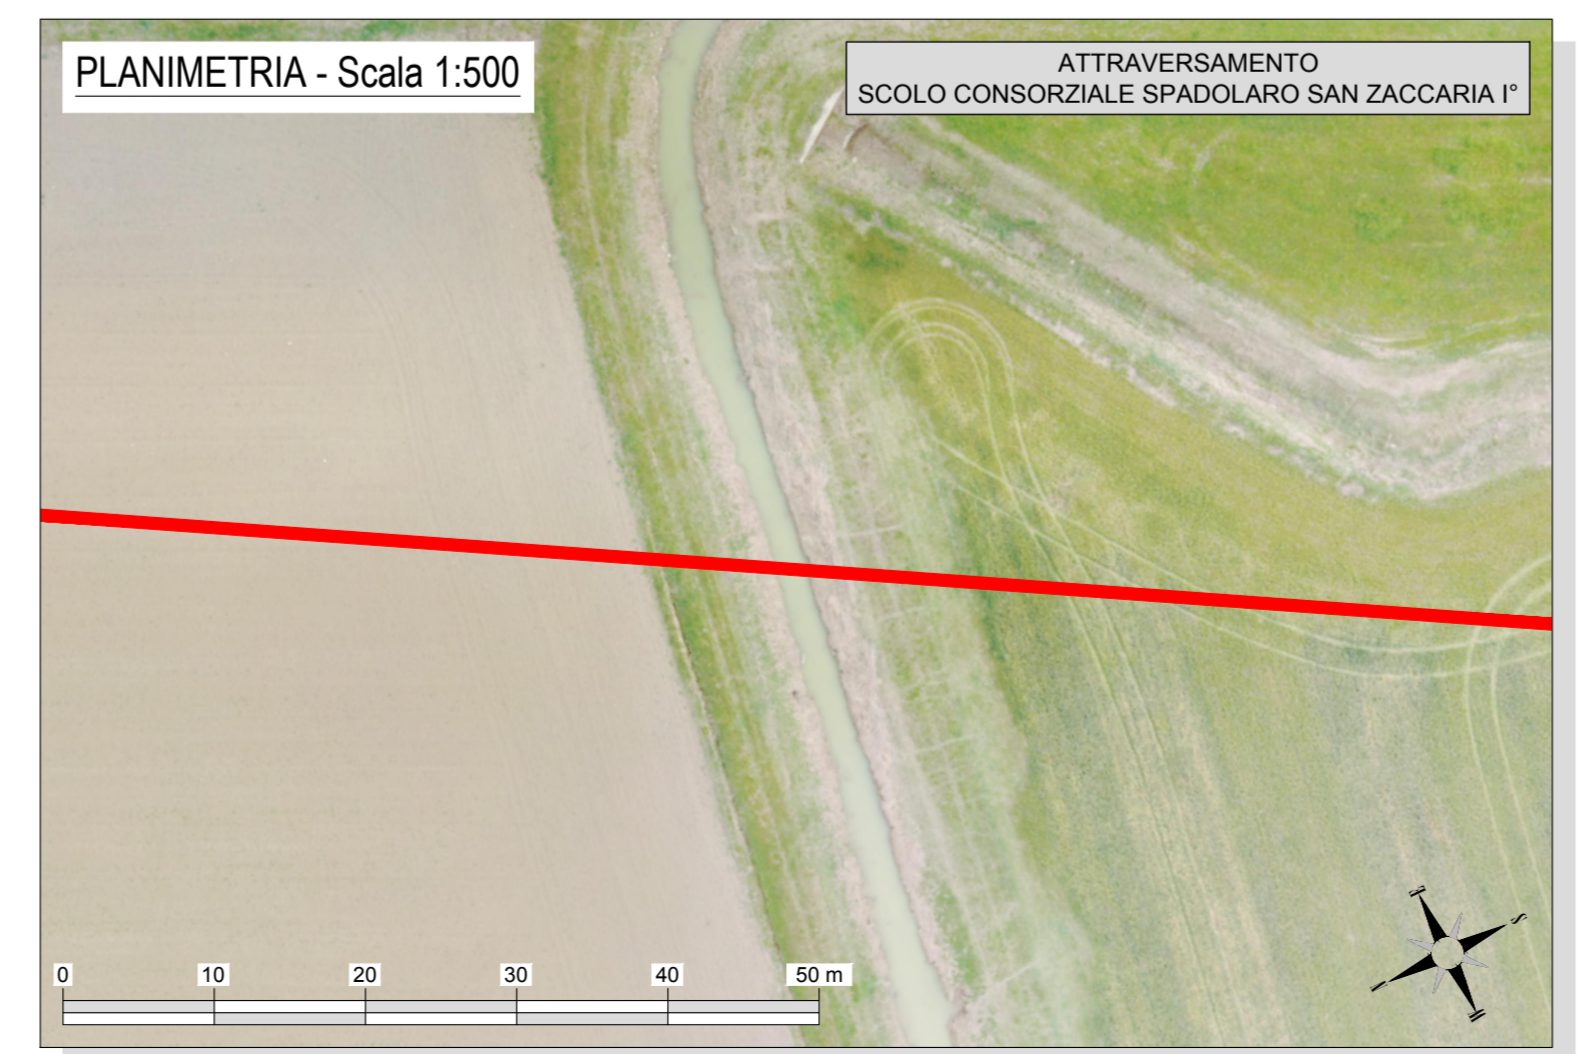 PLANIMETRIA - Scala 1:500
ATTRAVERSAMENTO
SCOLO CONSORZIALE SPADOLARO SAN ZACCARIA I°
0 10 20 30 40 50 m
S